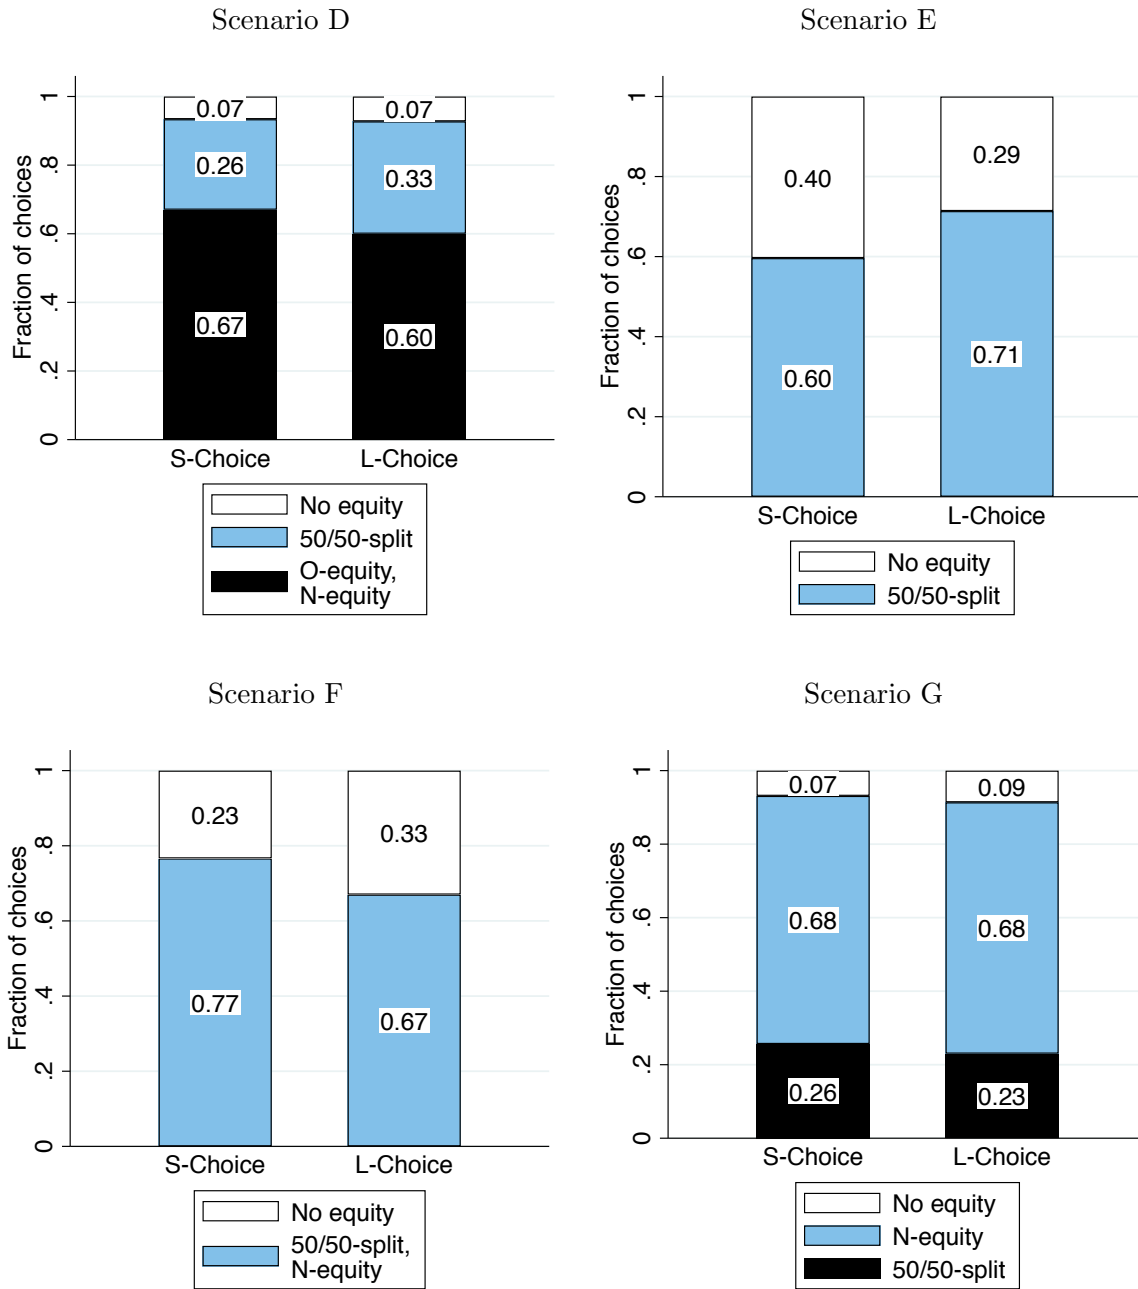 Scenario D
Fraction of choices
0 .2 .4 .6 .8 1
0.07 0.07
0.26 0.33
0.67 0.60
S-Choice L-Choice
No equity
50/50-split
O-equity,
N-equity
Scenario E
Fraction of choices
0 .2 .4 .6 .8 1
0.40 0.29
0.60 0.71
S-Choice L-Choice
No equity
50/50-split
Scenario F
Fraction of choices
0 .2 .4 .6 .8 1
0.23 0.33
0.77 0.67
S-Choice L-Choice
No equity
50/50-split,
N-equity
Scenario G
Fraction of choices
0 .2 .4 .6 .8 1
0.07 0.09
0.68 0.68
0.26 0.23
S-Choice L-Choice
No equity
N-equity
50/50-split